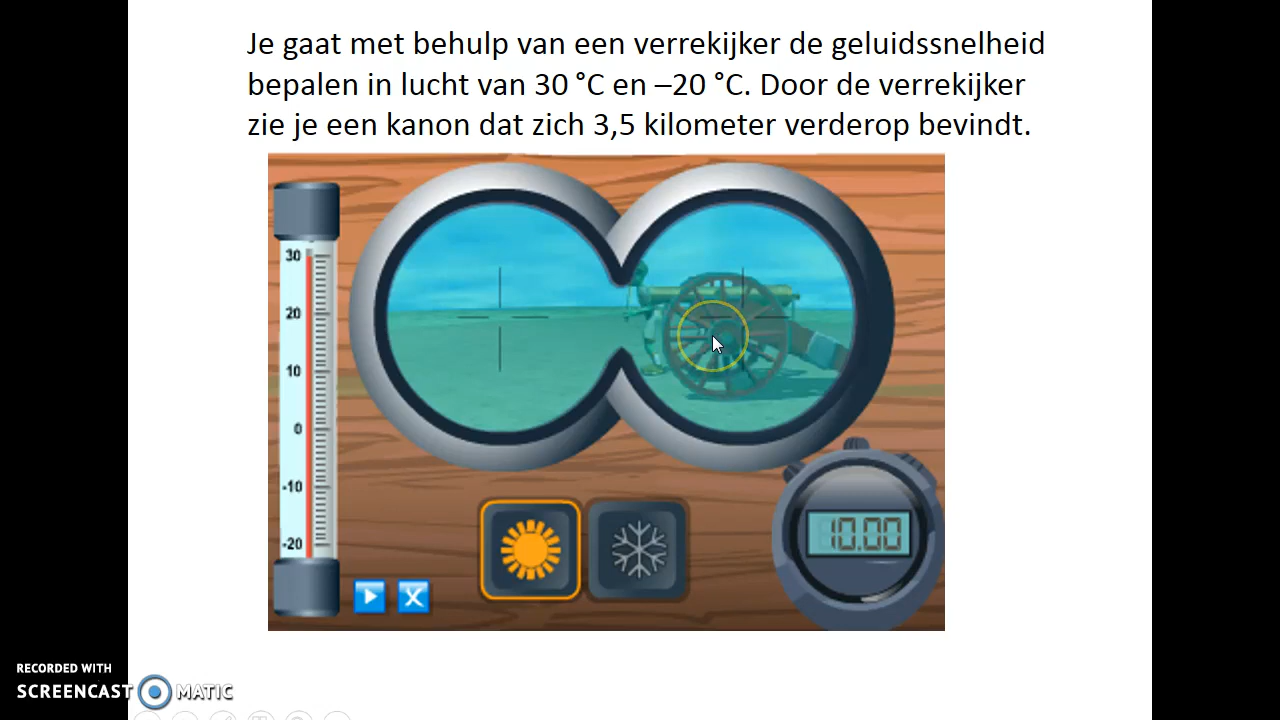 Je gaat met behulp van een verrekijker de geluidssnelheid
bepalen in lucht van 30 °C en –20 °C. Door de verrekijker
zie je een kanon dat zich 3,5 kilometer verderop bevindt.
30
20
10
0
-10
-20
10.00
RECORDED WITH
SCREENCAST MATIC